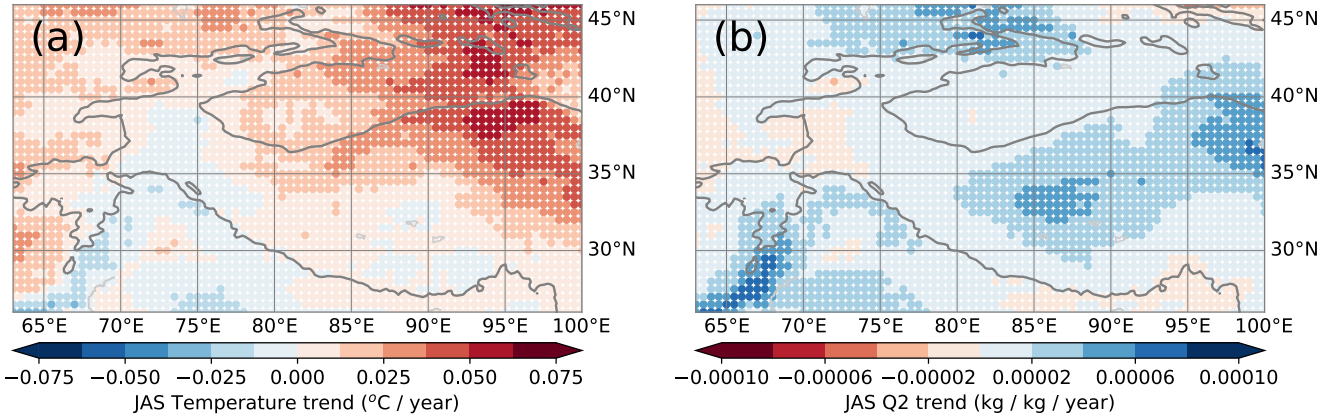 (a)
45°N
40°N
35°N
30°N
65°E 70°E 75°E 80°E 85°E 90°E 95°E 100°E
−0.075 −0.050 −0.025 0.000 0.025 0.050 0.075
JAS Temperature trend (°C / year)
(b)
45°N
40°N
35°N
30°N
65°E 70°E 75°E 80°E 85°E 90°E 95°E 100°E
−0.00010 −0.00006 −0.00002 0.00002 0.00006 0.00010
JAS Q2 trend (kg / kg / year)